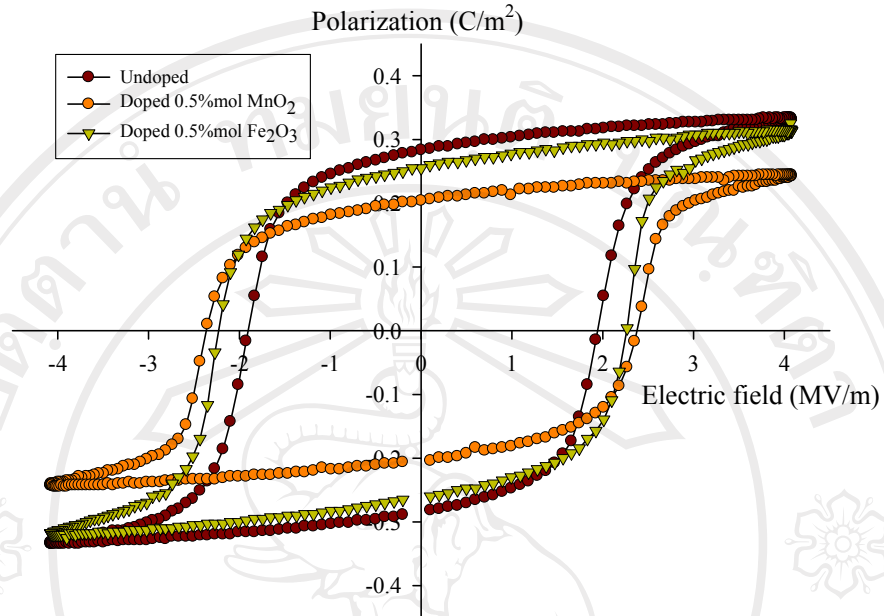 Polarization (C/m²)
Undoped
Doped 0.5%mol MnO₂
Doped 0.5%mol Fe₂O₃
0.4
0.3
0.2
0.1
0.0
-4 -3 -2 -1 0 1 2 3 4
-0.1
Electric field (MV/m)
-0.2
-0.3
-0.4